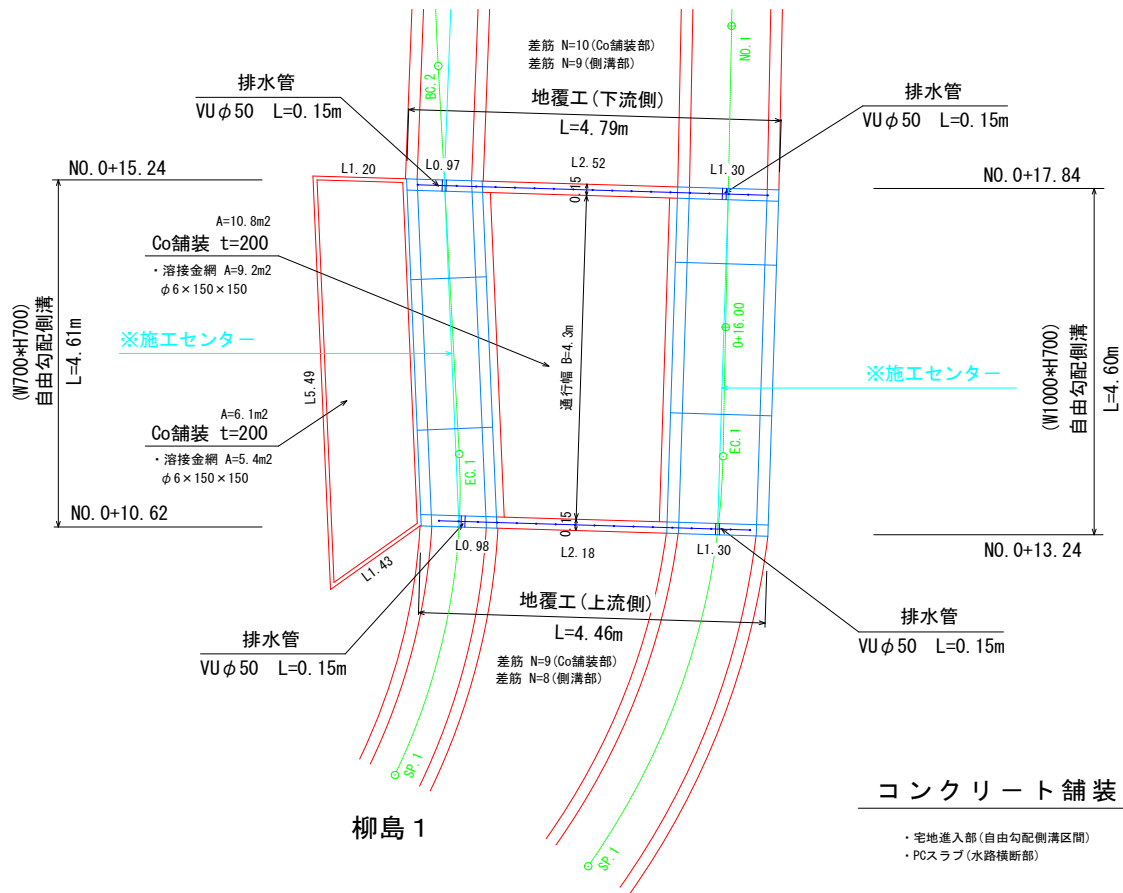 差筋 N=10(Co舗装部)
差筋 N=9(側溝部)
BC.2
NO.1
排水管
VUφ50 L=0.15m
地覆工(下流側)
L=4.79m
排水管
VUφ50 L=0.15m
NO.0+15.24
L1.20
L0.97
L2.52
L1.30
NO.0+17.84
0.15
A=10.8m2
Co舗装 t=200
・溶接金網 A=9.2m2
φ6×150×150
(W700*H700)
自由勾配側溝
L=4.61m
※施工センター
通行幅 B=4.3m
0+16.00
※施工センター
(W1000*H700)
自由勾配側溝
L=4.60m
L5.49
A=6.1m2
Co舗装 t=200
・溶接金網 A=5.4m2
φ6×150×150
EC.1
EC.1
NO.0+10.62
0.15
L0.98
L2.18
L1.30
NO.0+13.24
L1.43
地覆工(上流側)
L=4.46m
排水管
VUφ50 L=0.15m
排水管
VUφ50 L=0.15m
差筋 N=9(Co舗装部)
差筋 N=8(側溝部)
SP.1
SP.1
柳島1
コンクリート舗装
・宅地進入部(自由勾配側溝区間)
・PCスラブ(水路横断部)